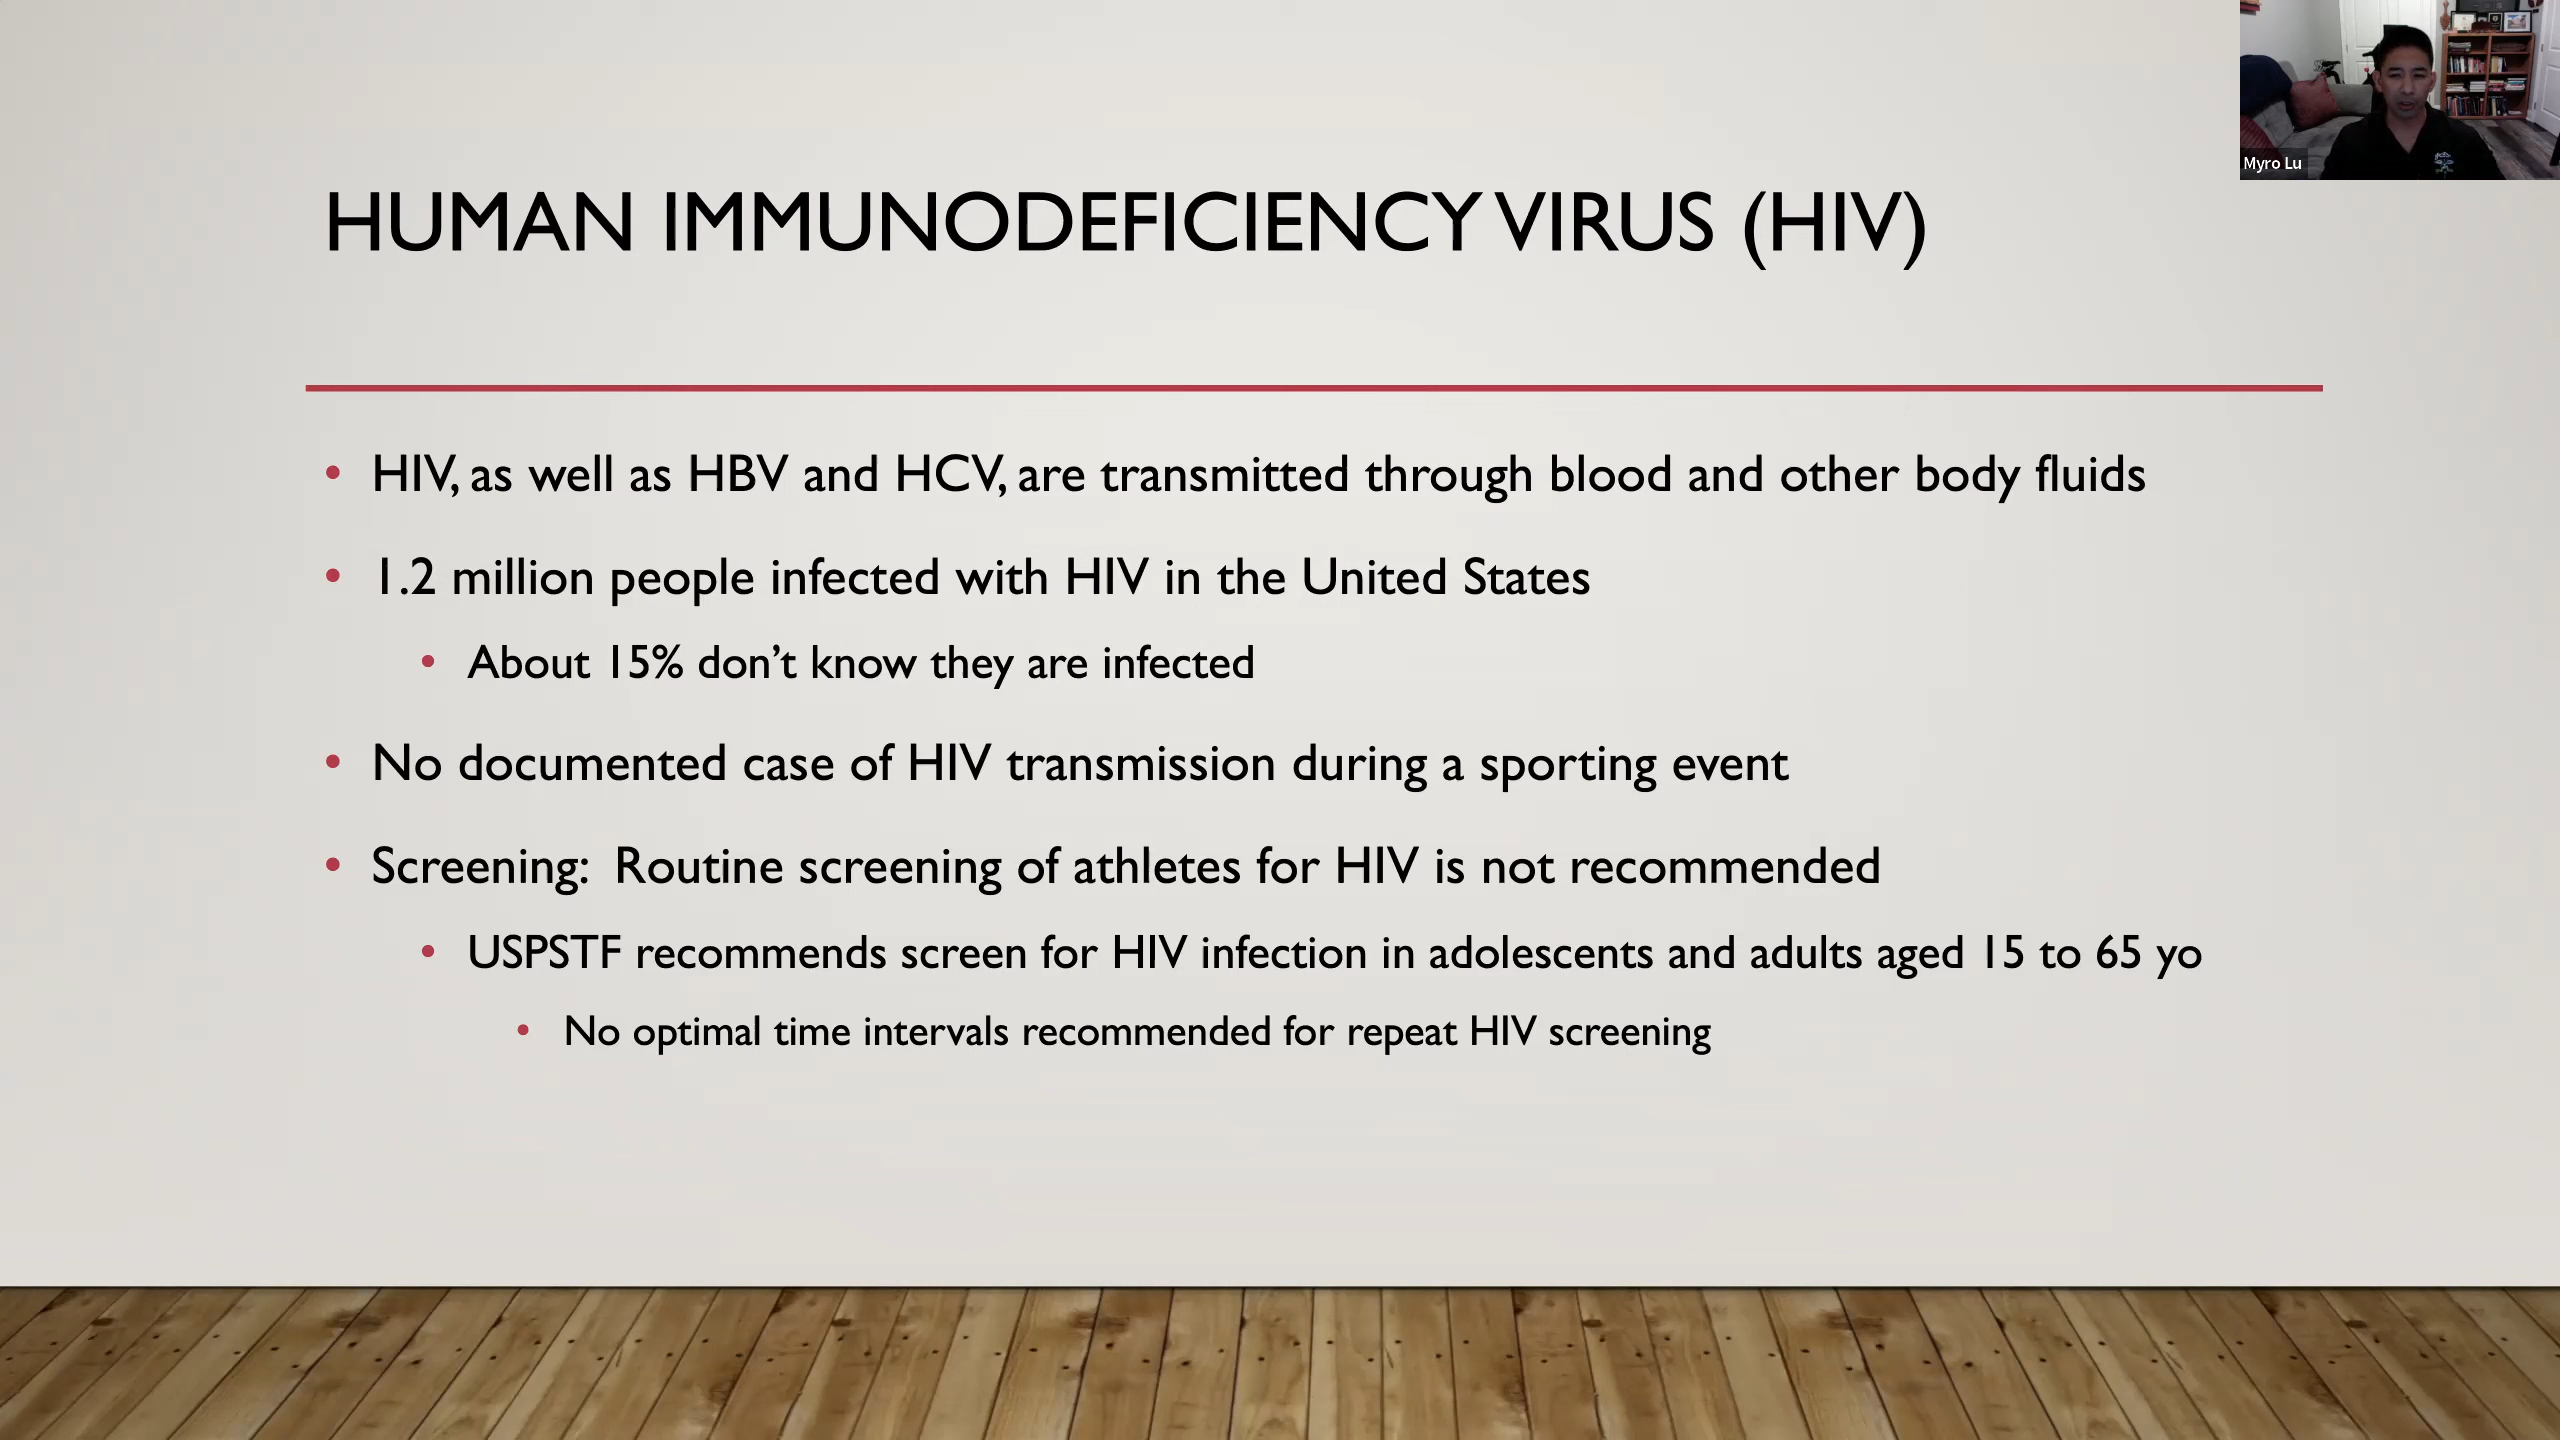 Myro Lu
HUMAN IMMUNODEFICIENCY VIRUS (HIV)
• HIV, as well as HBV and HCV, are transmitted through blood and other body fluids
• 1.2 million people infected with HIV in the United States
• About 15% don’t know they are infected
• No documented case of HIV transmission during a sporting event
• Screening:  Routine screening of athletes for HIV is not recommended
• USPSTF recommends screen for HIV infection in adolescents and adults aged 15 to 65 yo
• No optimal time intervals recommended for repeat HIV screening